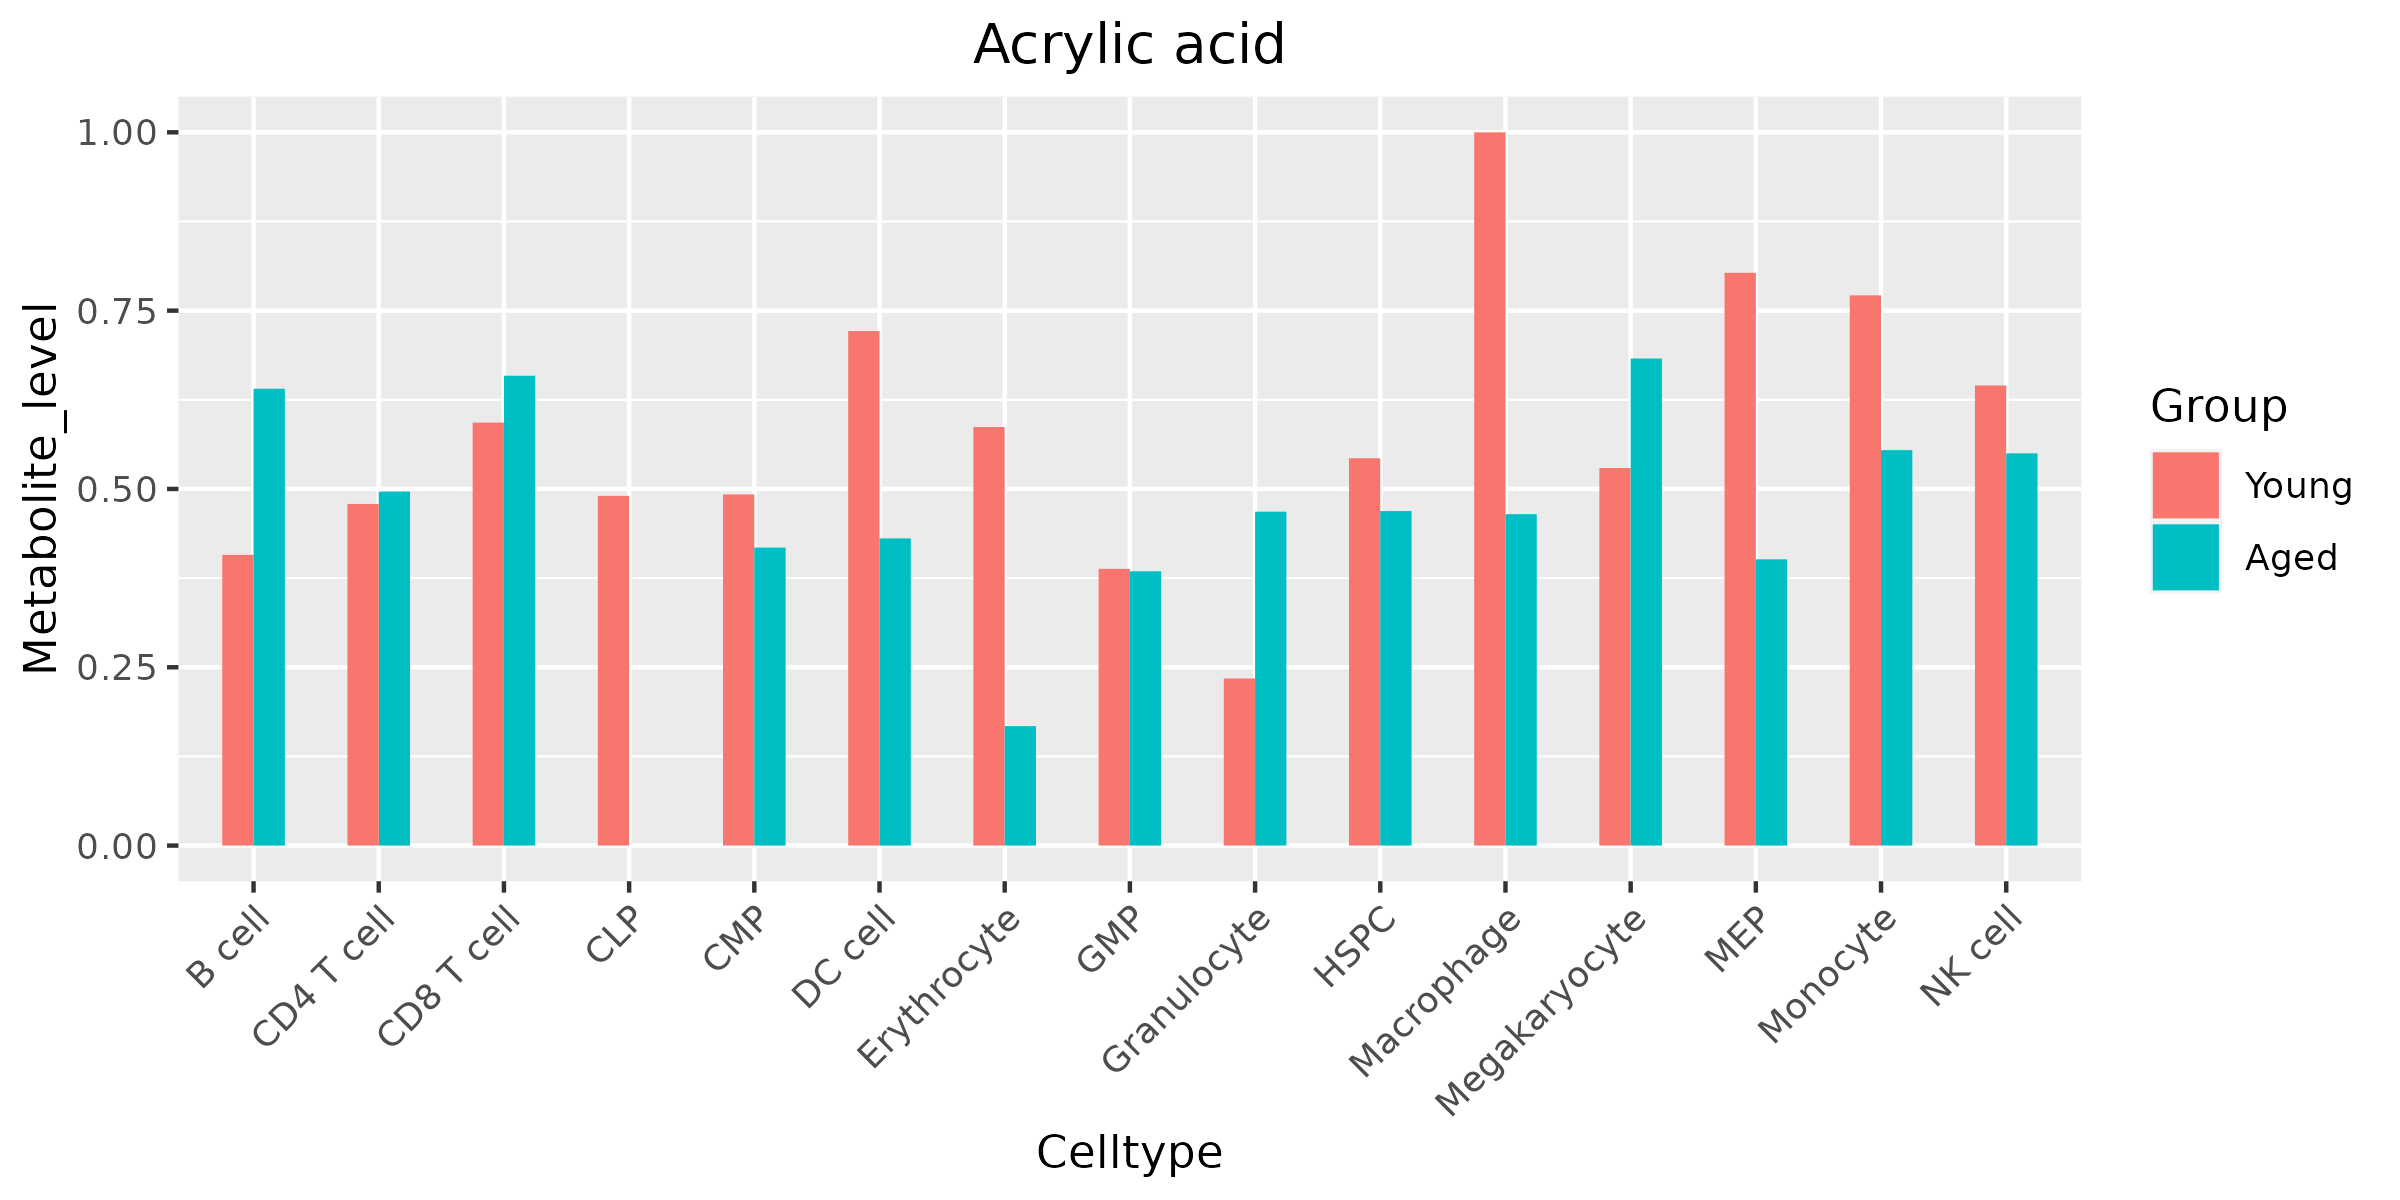 Acrylic acid
Metabolite_level
1.00
0.75
0.50
0.25
0.00
B cell
CD4 T cell
CD8 T cell
CLP
CMP
DC cell
Erythrocyte
GMP
Granulocyte
HSPC
Macrophage
Megakaryocyte
MEP
Monocyte
NK cell
Celltype
Group
Young
Aged